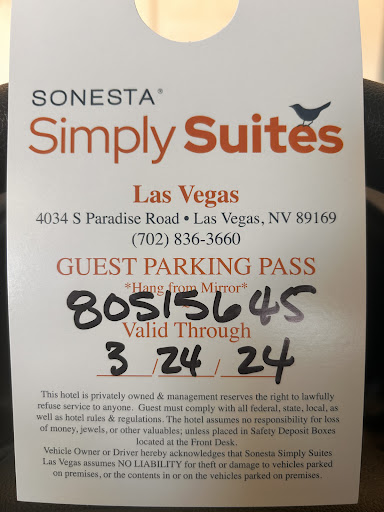 SONESTA®
Simply Suites
Las Vegas
4034 S Paradise Road • Las Vegas, NV 89169
(702) 836-3660
GUEST PARKING PASS
*Hang from Mirror*
80515645
Valid Through
3 / 24 / 24
This hotel is privately owned & management reserves the right to lawfully
refuse service to anyone. Guest must comply with all federal, state, local, as
well as hotel rules & regulations. The hotel assumes no responsibility for loss
of money, jewels, or other valuables; unless placed in Safety Deposit Boxes
located at the Front Desk.
Vehicle Owner or Driver hereby acknowledges that Sonesta Simply Suites
Las Vegas assumes NO LIABILITY for theft or damage to vehicles parked
on premises, or the contents in or on the vehicles parked on premises.